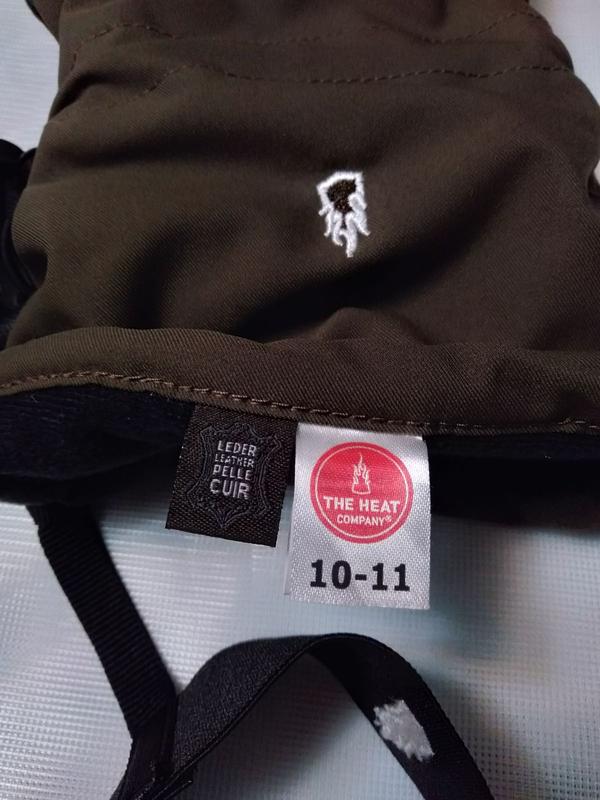 LEDER
LEATHER
PELLE
CUIR
THE HEAT
COMPANY®
10-11